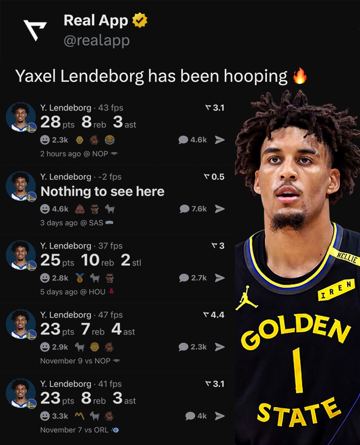 Real App
@realapp
Yaxel Lendeborg has been hooping 🔥
Y. Lendeborg · 43 fps 3.1
28 pts 8 reb 3 ast
2.3k 4.6k
2 hours ago @ NOP
Y. Lendeborg · -2 fps 0.5
Nothing to see here
4.6k 7.6k
3 days ago @ SAS
Y. Lendeborg · 37 fps 3
25 pts 10 reb 2 stl
2.8k 2.7k
5 days ago @ HOU
Y. Lendeborg · 47 fps 4.4
23 pts 7 reb 4 ast
2.9k 2.3k
November 9 vs NOP
Y. Lendeborg · 41 fps 3.1
23 pts 8 reb 3 ast
3.3k 4k
November 7 vs ORL
NELLIE
IREN
GOLDEN
1
STATE